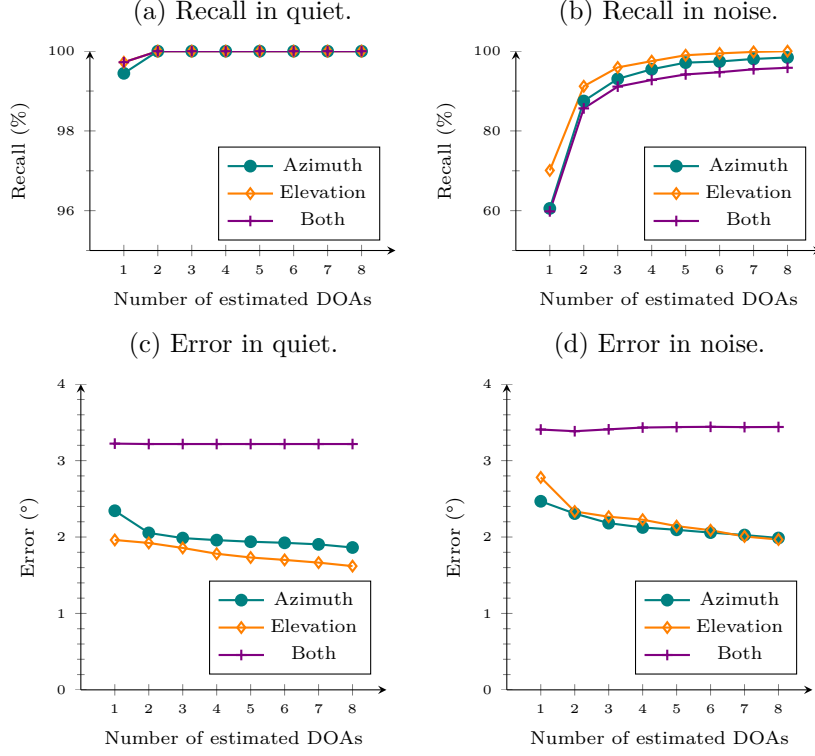 (a) Recall in quiet.
100
98
96
Recall (%)
Azimuth
Elevation
Both
1 2 3 4 5 6 7 8
Number of estimated DOAs
(b) Recall in noise.
100
80
60
Recall (%)
Azimuth
Elevation
Both
1 2 3 4 5 6 7 8
Number of estimated DOAs
(c) Error in quiet.
4
3
2
1
0
Error (°)
Azimuth
Elevation
Both
1 2 3 4 5 6 7 8
Number of estimated DOAs
(d) Error in noise.
4
3
2
1
0
Error (°)
Azimuth
Elevation
Both
1 2 3 4 5 6 7 8
Number of estimated DOAs